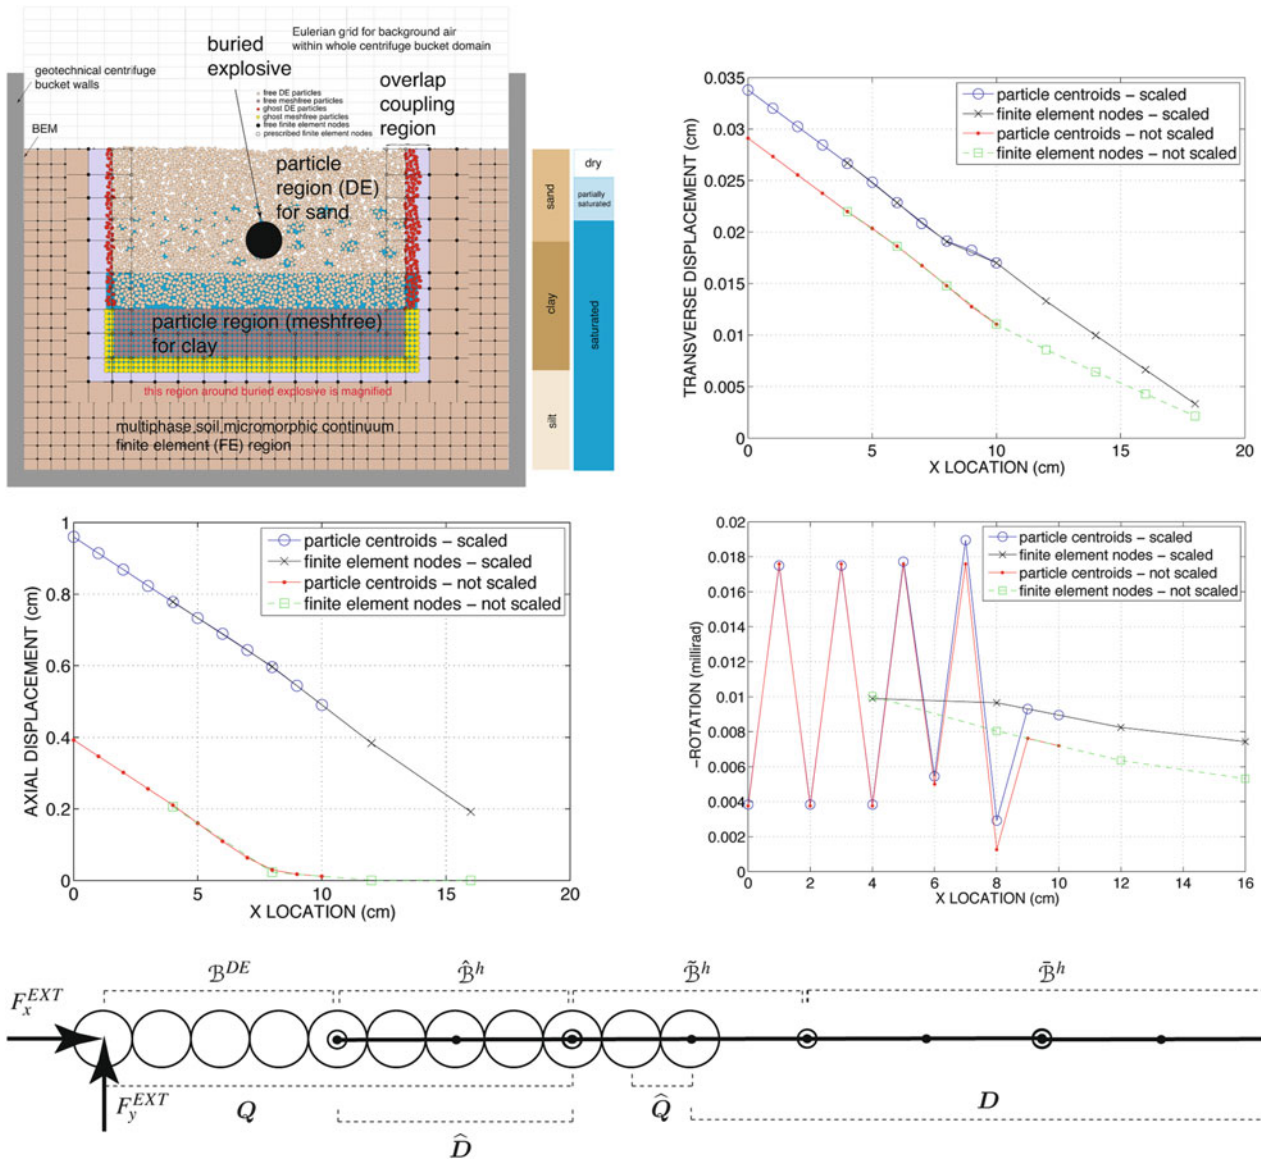 Eulerian grid for background air
within whole centrifuge bucket domain
buried
explosive
geotechnical centrifuge
bucket walls
overlap
coupling
region
free DE particles
free meshfree particles
ghost DE particles
ghost meshfree particles
free finite element nodes
prescribed finite element nodes
BEM
particle
region (DE)
for sand
particle region (meshfree)
for clay
this region around buried explosive is magnified
multiphase soil micromorphic continuum
finite element (FE) region
sand
clay
silt
dry
partially
saturated
saturated
0.035
0.03
0.025
0.02
0.015
0.01
0.005
0
TRANSVERSE DISPLACEMENT (cm)
particle centroids – scaled
finite element nodes – scaled
particle centroids – not scaled
finite element nodes – not scaled
0 5 10 15 20
X LOCATION (cm)
1
0.8
0.6
0.4
0.2
0
AXIAL DISPLACEMENT (cm)
particle centroids – scaled
finite element nodes – scaled
particle centroids – not scaled
finite element nodes – not scaled
0 5 10 15 20
X LOCATION (cm)
0.02
0.018
0.016
0.014
0.012
0.01
0.008
0.006
0.004
0.002
0
–ROTATION (millirad)
particle centroids – scaled
finite element nodes – scaled
particle centroids – not scaled
finite element nodes – not scaled
0 2 4 6 8 10 12 14 16
X LOCATION (cm)
ℬ^DE ℬ̂^h ℬ̃^h ℬ̄^h
F_x^EXT
F_y^EXT
Q Q̂ D
D̂